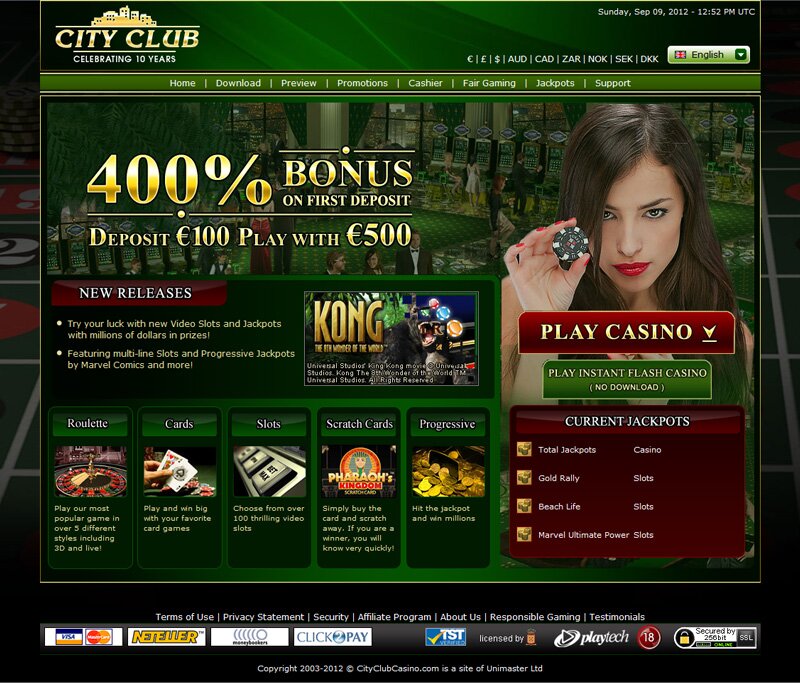 CITY CLUB
CELEBRATING 10 YEARS
Sunday, Sep 09, 2012 - 12:52 PM UTC
€ | £ | $ | AUD | CAD | ZAR | NOK | SEK | DKK
English
Home | Download | Preview | Promotions | Cashier | Fair Gaming | Jackpots | Support
400% BONUS
ON FIRST DEPOSIT
DEPOSIT €100 PLAY WITH €500
NEW RELEASES
Try your luck with new Video Slots and Jackpots
with millions of dollars in prizes!
Featuring multi-line Slots and Progressive Jackpots
by Marvel Comics and more!
KONG
THE 8TH WONDER OF THE WORLD
Universal Studios' King Kong movie © Universal
Studios. Kong The 8th Wonder of the World TM
Universal Studios. All Rights Reserved
PLAY CASINO
PLAY INSTANT FLASH CASINO
( NO DOWNLOAD )
Roulette
Play our most
popular game in
over 5 different
styles including
3D and live!
Cards
Play and win big
with your favorite
card games
Slots
Choose from over
100 thrilling video
slots
Scratch Cards
PHARAOH'S
KINGDOM
SCRATCH CARD
Simply buy the
card and scratch
away. If you are a
winner, you will
know very quickly!
Progressive
Hit the jackpot
and win millions
CURRENT JACKPOTS
Total Jackpots Casino
Gold Rally Slots
Beach Life Slots
Marvel Ultimate Power Slots
Terms of Use | Privacy Statement | Security | Affiliate Program | About Us | Responsible Gaming | Testimonials
VISA MasterCard NETELLER moneybookers CLICK2PAY TST VERIFIED licensed by playtech 18 Secured by 256bit SSL ONLINE
Copyright 2003-2012 © CityClubCasino.com is a site of Unimaster Ltd